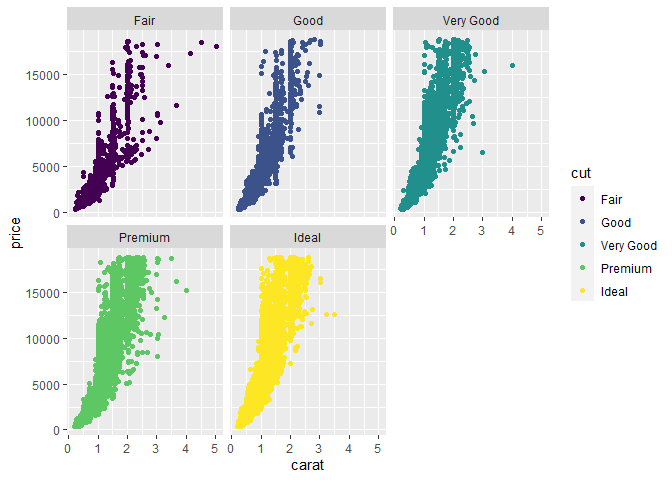 Fair Good Very Good
15000
10000
5000
0
0 1 2 3 4 5
cut
Fair
Good
Very Good
Premium
Ideal
price
Premium Ideal
15000
10000
5000
0
0 1 2 3 4 5 0 1 2 3 4 5
carat